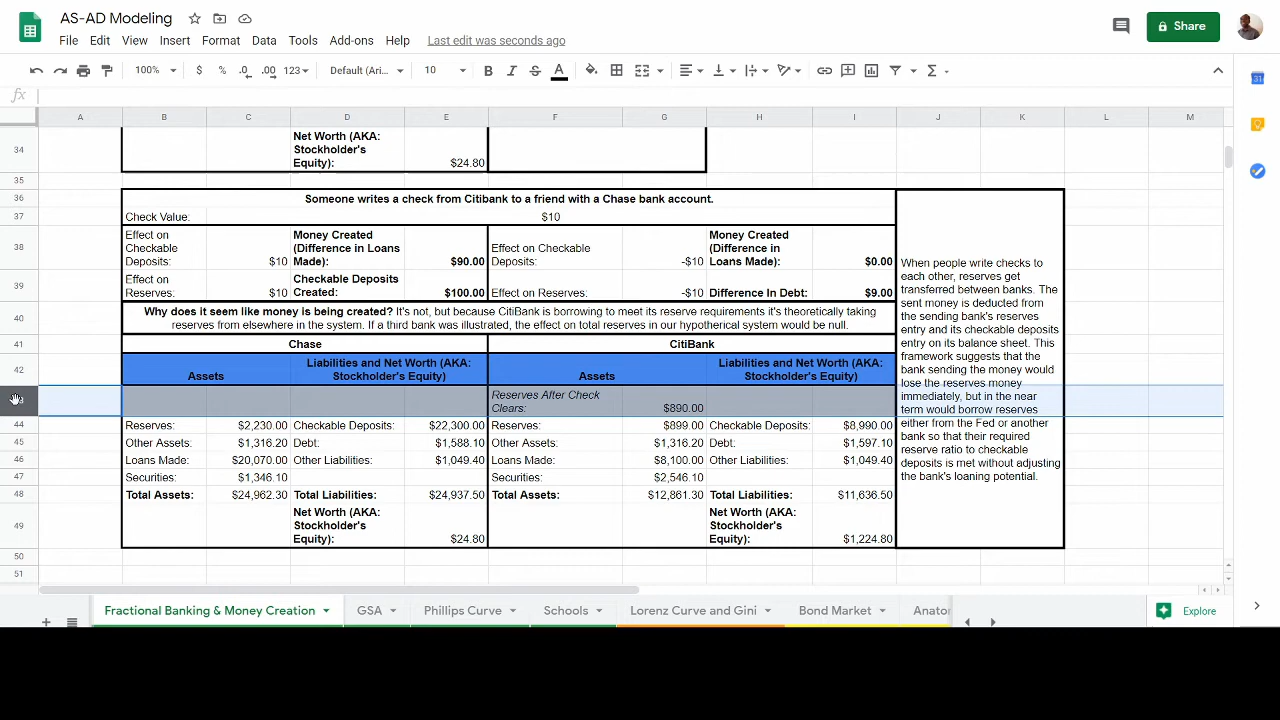 AS-AD Modeling
File Edit View Insert Format Data Tools Add-ons Help Last edit was seconds ago
Share
100% $ % .0 .00 123 Default (Ari... 10 B I S A
fx
A B C D E F G H I J K L M
34 Net Worth (AKA: Stockholder's Equity): $24.80
35
36 Someone writes a check from Citibank to a friend with a Chase bank account.
37 Check Value: $10
38 Effect on Checkable Deposits: $10 Money Created (Difference in Loans Made): $90.00 Effect on Checkable Deposits: -$10 Money Created (Difference in Loans Made): $0.00
39 Effect on Reserves: $10 Checkable Deposits Created: $100.00 Effect on Reserves: -$10 Difference In Debt: $9.00
40 Why does it seem like money is being created? It's not, but because CitiBank is borrowing to meet its reserve requirements it's theoretically taking
reserves from elsewhere in the system. If a third bank was illustrated, the effect on total reserves in our hypotherical system would be null.
41 Chase CitiBank
42 Assets Liabilities and Net Worth (AKA: Stockholder's Equity) Assets Liabilities and Net Worth (AKA: Stockholder's Equity)
Reserves After Check Clears: $890.00
44 Reserves: $2,230.00 Checkable Deposits: $22,300.00 Reserves: $899.00 Checkable Deposits: $8,990.00
45 Other Assets: $1,316.20 Debt: $1,588.10 Other Assets: $1,316.20 Debt: $1,597.10
46 Loans Made: $20,070.00 Other Liabilities: $1,049.40 Loans Made: $8,100.00 Other Liabilities: $1,049.40
47 Securities: $1,346.10 Securities: $2,546.10
48 Total Assets: $24,962.30 Total Liabilities: $24,937.50 Total Assets: $12,861.30 Total Liabilities: $11,636.50
49 Net Worth (AKA: Stockholder's Equity): $24.80 Net Worth (AKA: Stockholder's Equity): $1,224.80
50
51
When people write checks to
each other, reserves get
transferred between banks. The
sent money is deducted from
the sending bank's reserves
entry and its checkable deposits
entry on its balance sheet. This
framework suggests that the
bank sending the money would
lose the reserves money
immediately, but in the near
term would borrow reserves
either from the Fed or another
bank so that their required
reserve ratio to checkable
deposits is met without adjusting
the bank's loaning potential.
Fractional Banking & Money Creation GSA Phillips Curve Schools Lorenz Curve and Gini Bond Market Anator
Explore
31